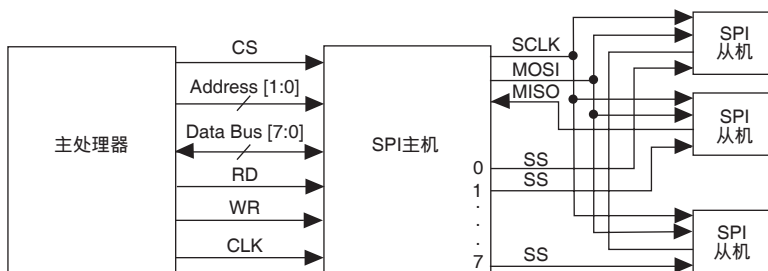 主处理器
CS
Address [1:0]
Data Bus [7:0]
RD
WR
CLK
SPI主机
SCLK
MOSI
MISO
0
SS
1
SS
.
.
.
.
.
7
SS
SPI
从机
SPI
从机
SPI
从机